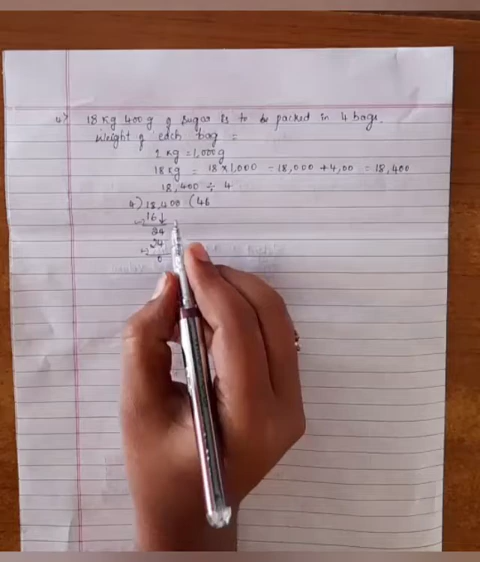 4) 18 Kg 400 g of sugar is to be packed in 4 bags.
Weight of each bag =
1 Kg = 1,000g
18 Kg = 18 x 1,000 = 18,000 + 4,00 = 18,400
18,400 ÷ 4
4) 18,400 (46
(-) 16↓
24
24
(-)
0